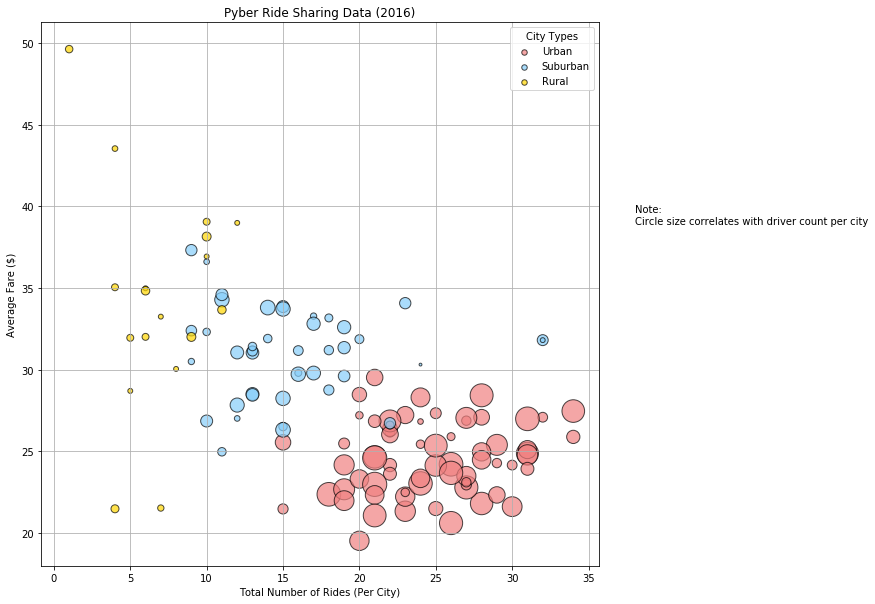 Pyber Ride Sharing Data (2016)
City Types
Urban
Suburban
Rural
50
45
40
35
30
25
20
Average Fare ($)
0 5 10 15 20 25 30 35
Total Number of Rides (Per City)
Note:
Circle size correlates with driver count per city